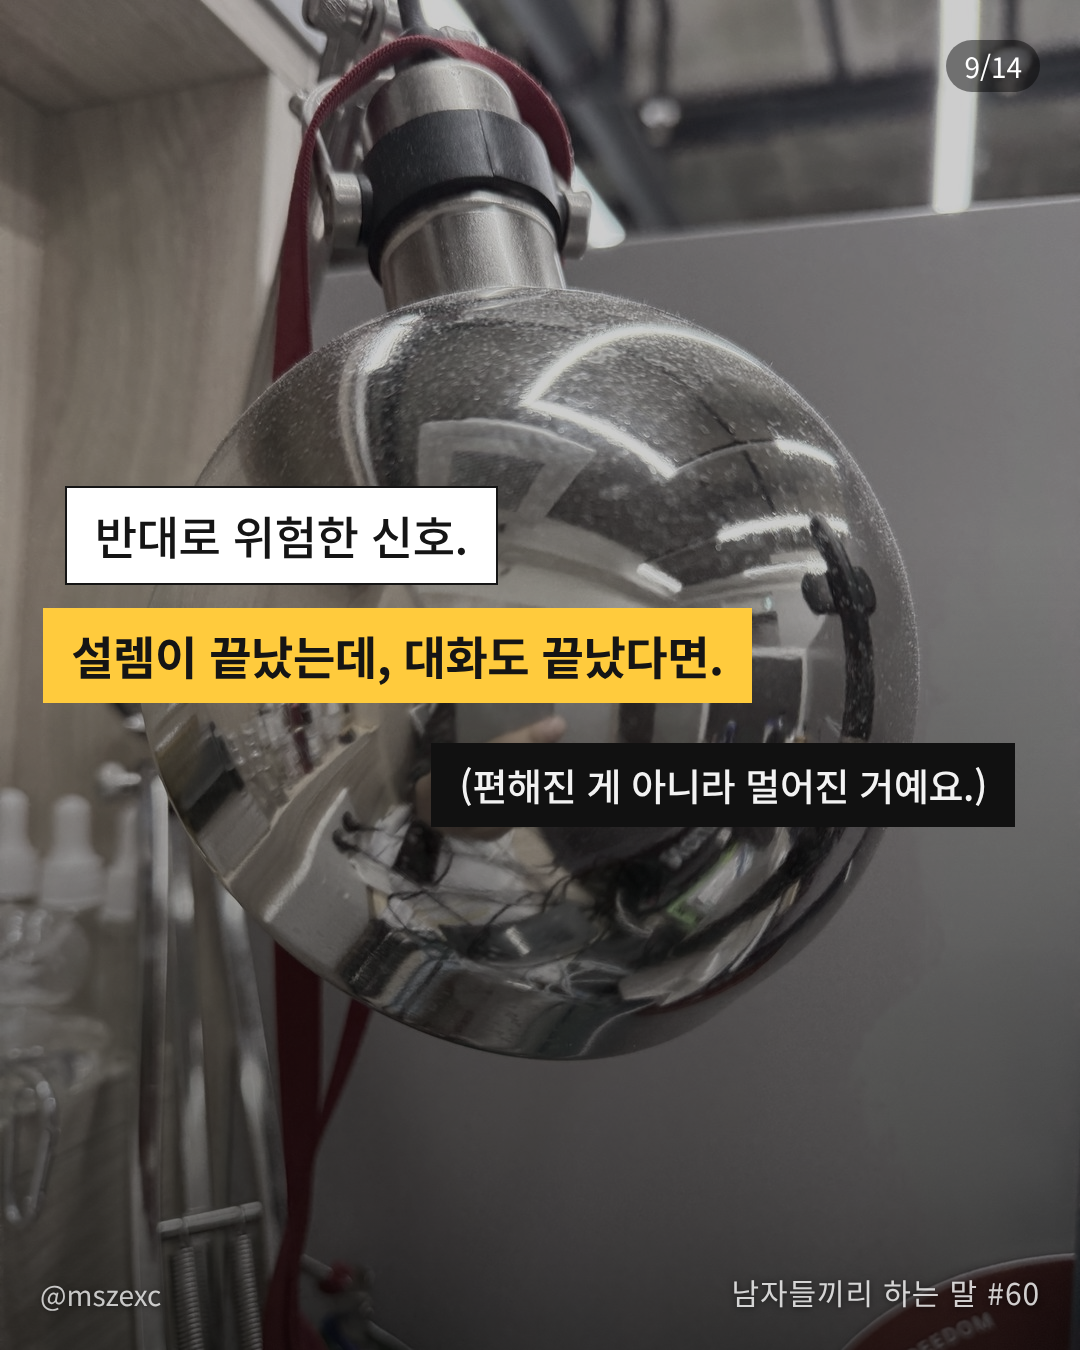 9/14
반대로 위험한 신호.
설렘이 끝났는데, 대화도 끝났다면.
(편해진 게 아니라 멀어진 거예요.)
@mszexc
남자들끼리 하는 말 #60